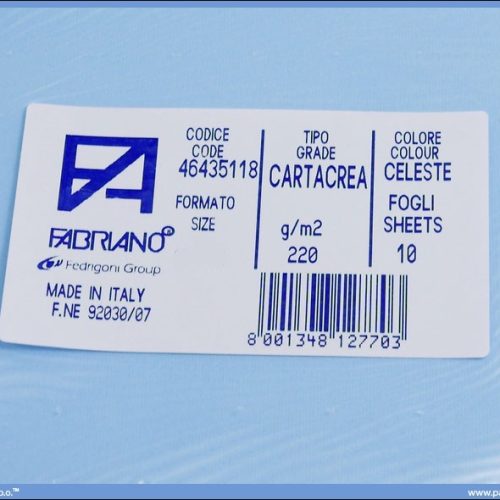 FABRIANO®
Fedrigoni Group
MADE IN ITALY
F.NE 92030/07
CODICE
CODE
46435118
FORMATO
SIZE
TIPO
GRADE
CARTACREA
g/m2
220
COLORE
COLOUR
CELESTE
FOGLI
SHEETS
10
8 001348 127703